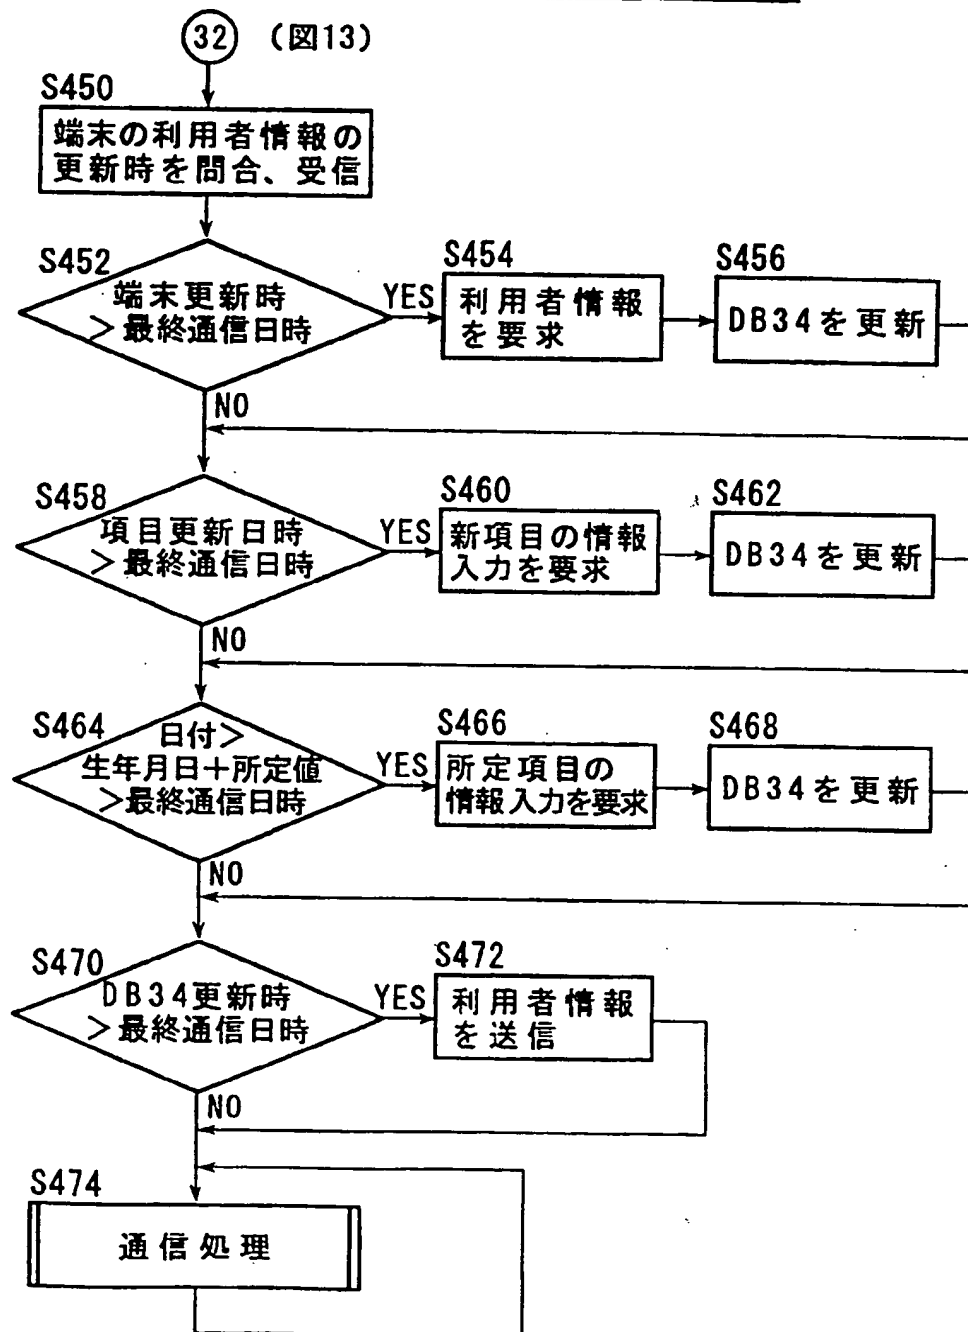 32 (図13)
S450
端末の利用者情報の
更新時を問合、受信
S452
端末更新時
>最終通信日時
YES
S454
利用者情報
を要求
S456
DB34を更新
NO
S458
項目更新日時
>最終通信日時
YES
S460
新項目の情報
入力を要求
S462
DB34を更新
NO
S464
日付>
生年月日+所定値
>最終通信日時
YES
S466
所定項目の
情報入力を要求
S468
DB34を更新
NO
S470
DB34更新時
>最終通信日時
YES
S472
利用者情報
を送信
NO
S474
通信処理